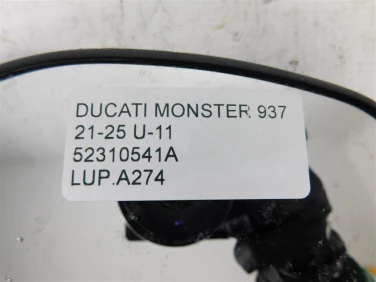 DUCATI MONSTER 937
21-25 U-11
52310541A
LUP.A274